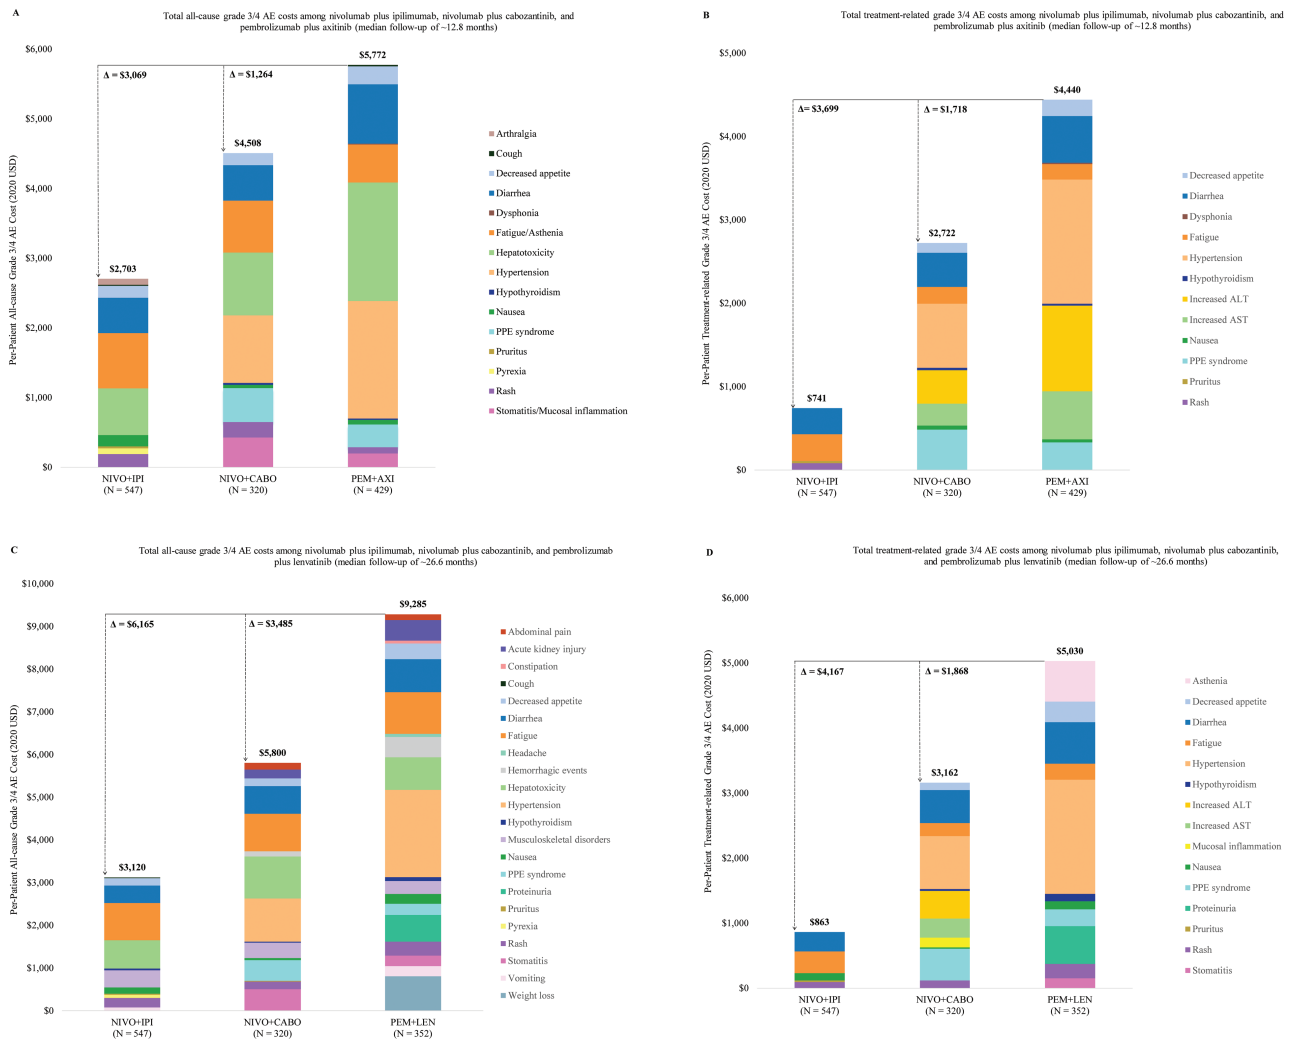 A
Total all-cause grade 3/4 AE costs among nivolumab plus ipilimumab, nivolumab plus cabozantinib, and
pembrolizumab plus axitinib (median follow-up of ~12.8 months)
Per-Patient All-cause Grade 3/4 AE Cost (2020 USD)
$6,000
$5,000
$4,000
$3,000
$2,000
$1,000
$0
Δ = $3,069
Δ = $1,264
$2,703
$4,508
$5,772
NIVO+IPI
(N = 547)
NIVO+CABO
(N = 320)
PEM+AXI
(N = 429)
Arthralgia
Cough
Decreased appetite
Diarrhea
Dysphonia
Fatigue/Asthenia
Hepatotoxicity
Hypertension
Hypothyroidism
Nausea
PPE syndrome
Pruritus
Pyrexia
Rash
Stomatitis/Mucosal inflammation
B
Total treatment-related grade 3/4 AE costs among nivolumab plus ipilimumab, nivolumab plus cabozantinib, and
pembrolizumab plus axitinib (median follow-up of ~12.8 months)
Per-Patient Treatment-related Grade 3/4 AE Cost (2020 USD)
$5,000
$4,000
$3,000
$2,000
$1,000
$0
Δ= $3,699
Δ = $1,718
$741
$2,722
$4,440
NIVO+IPI
(N = 547)
NIVO+CABO
(N = 320)
PEM+AXI
(N = 429)
Decreased appetite
Diarrhea
Dysphonia
Fatigue
Hypertension
Hypothyroidism
Increased ALT
Increased AST
Nausea
PPE syndrome
Pruritus
Rash
C
Total all-cause grade 3/4 AE costs among nivolumab plus ipilimumab, nivolumab plus cabozantinib, and pembrolizumab
plus lenvatinib (median follow-up of ~26.6 months)
Per-Patient All-cause Grade 3/4 AE Cost (2020 USD)
$10,000
$9,000
$8,000
$7,000
$6,000
$5,000
$4,000
$3,000
$2,000
$1,000
$0
Δ = $6,165
Δ = $3,485
$3,120
$5,800
$9,285
NIVO+IPI
(N = 547)
NIVO+CABO
(N = 320)
PEM+LEN
(N = 352)
Abdominal pain
Acute kidney injury
Constipation
Cough
Decreased appetite
Diarrhea
Fatigue
Headache
Hemorrhagic events
Hepatotoxicity
Hypertension
Hypothyroidism
Musculoskeletal disorders
Nausea
PPE syndrome
Proteinuria
Pruritus
Pyrexia
Rash
Stomatitis
Vomiting
Weight loss
D
Total treatment-related grade 3/4 AE costs among nivolumab plus ipilimumab, nivolumab plus cabozantinib,
and pembrolizumab plus lenvatinib (median follow-up of ~26.6 months)
Per-Patient Treatment-related Grade 3/4 AE Cost (2020 USD)
$6,000
$5,000
$4,000
$3,000
$2,000
$1,000
$0
Δ = $4,167
Δ = $1,868
$863
$3,162
$5,030
NIVO+IPI
(N = 547)
NIVO+CABO
(N = 320)
PEM+LEN
(N = 352)
Asthenia
Decreased appetite
Diarrhea
Fatigue
Hypertension
Hypothyroidism
Increased ALT
Increased AST
Mucosal inflammation
Nausea
PPE syndrome
Proteinuria
Pruritus
Rash
Stomatitis